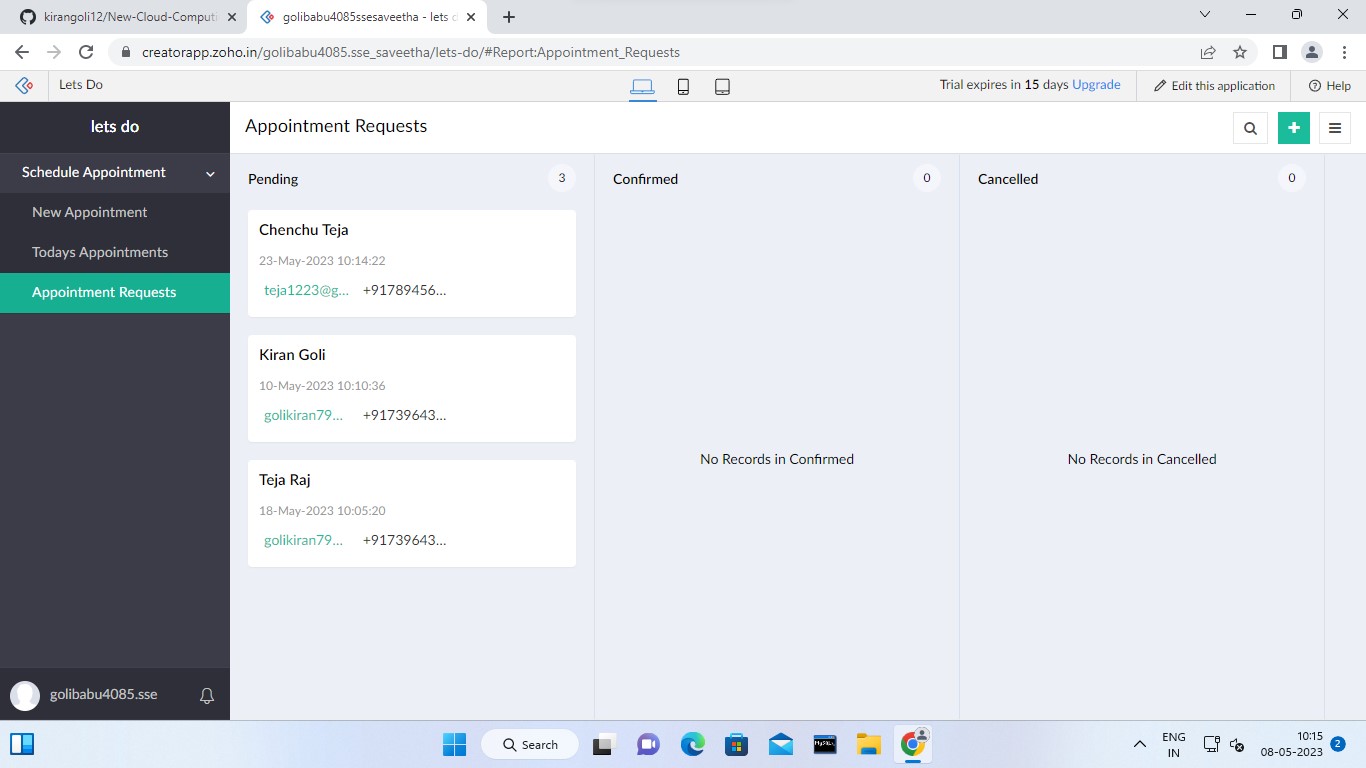 kirangoli12/New-Cloud-Computi
golibabu4085ssesaveetha - lets d
creatorapp.zoho.in/golibabu4085.sse_saveetha/lets-do/#Report:Appointment_Requests
Lets Do
Trial expires in 15 days Upgrade
Edit this application
Help
lets do
Schedule Appointment
New Appointment
Todays Appointments
Appointment Requests
golibabu4085.sse
Appointment Requests
Pending 3
Chenchu Teja
23-May-2023 10:14:22
teja1223@g... +91789456...
Kiran Goli
10-May-2023 10:10:36
golikiran79... +91739643...
Teja Raj
18-May-2023 10:05:20
golikiran79... +91739643...
Confirmed 0
No Records in Confirmed
Cancelled 0
No Records in Cancelled
Search
MySQL
ENG
IN
10:15
08-05-2023
2